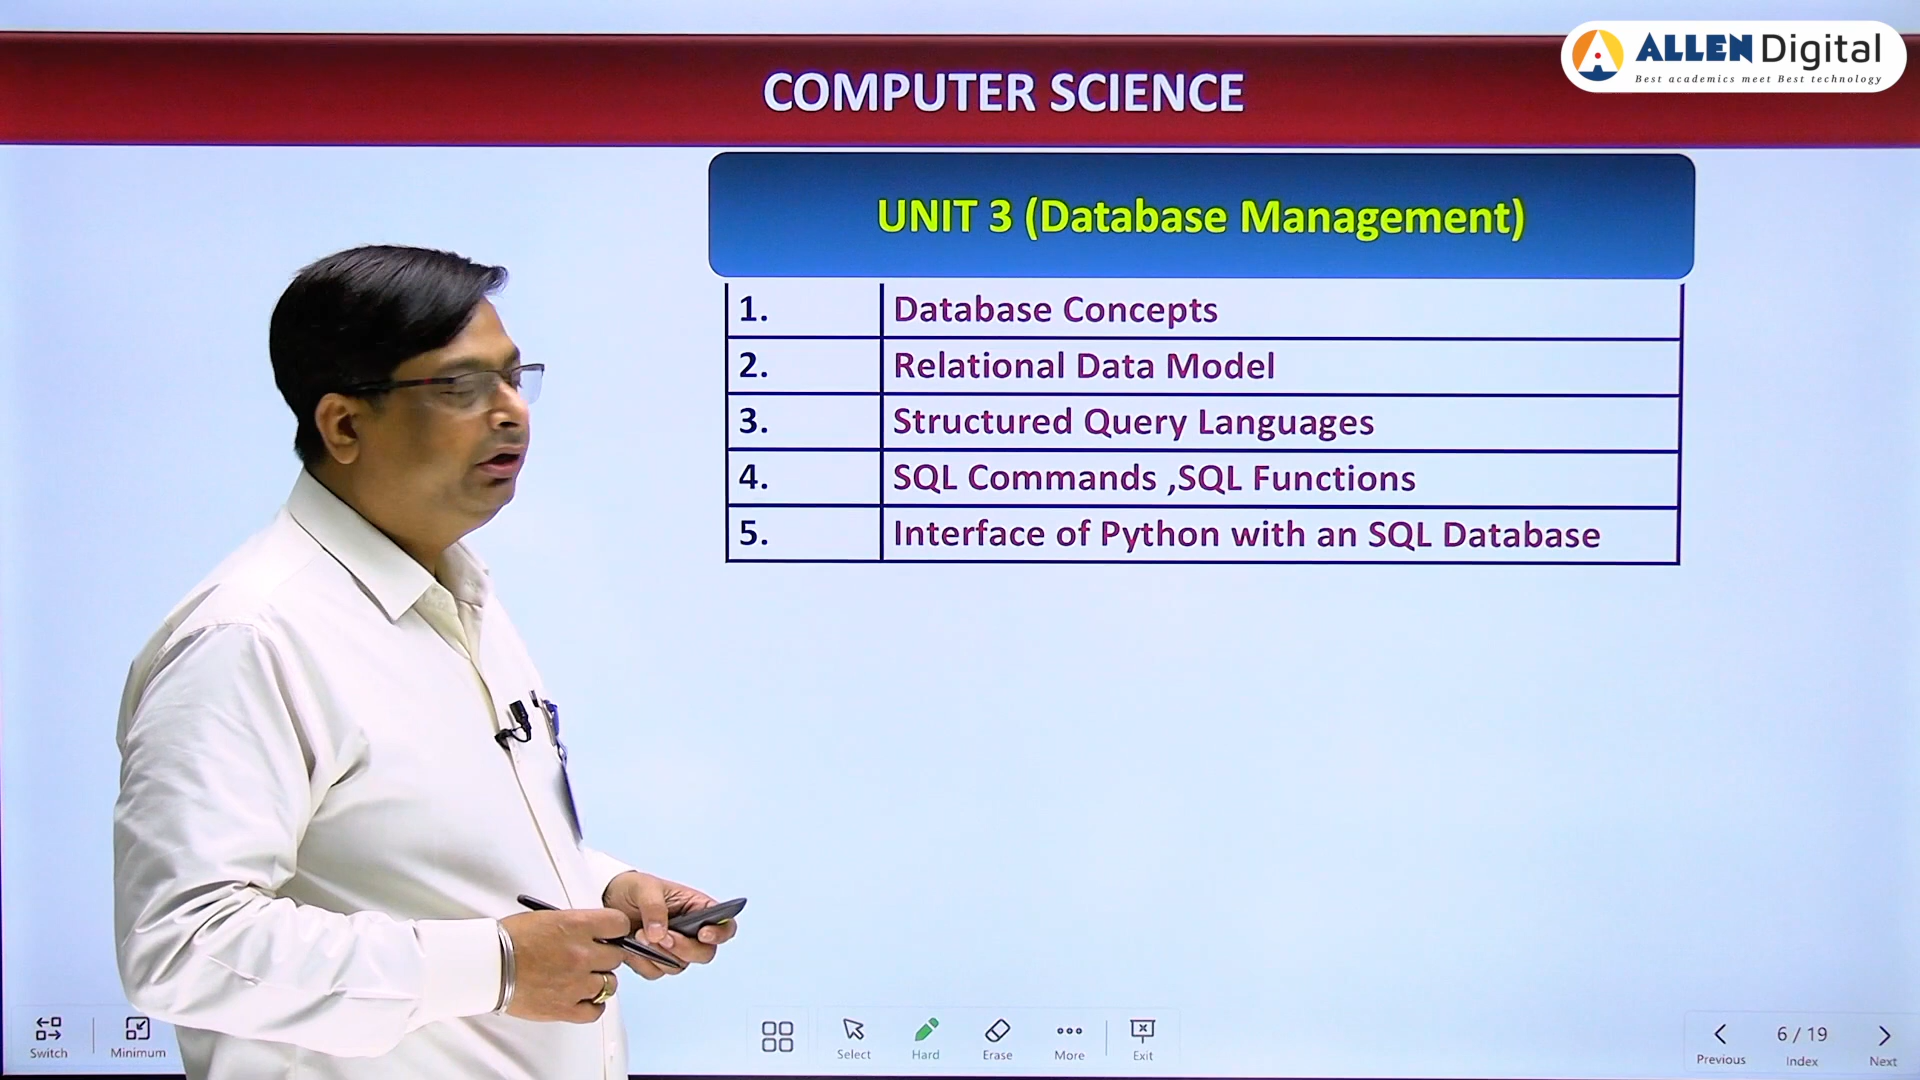 ALLEN Digital
Best academics meet Best technology
COMPUTER SCIENCE
UNIT 3 (Database Management)
1. Database Concepts
2. Relational Data Model
3. Structured Query Languages
4. SQL Commands ,SQL Functions
5. Interface of Python with an SQL Database
Switch Minimum Select Hard Erase More Exit
6 / 19
Previous Index Next